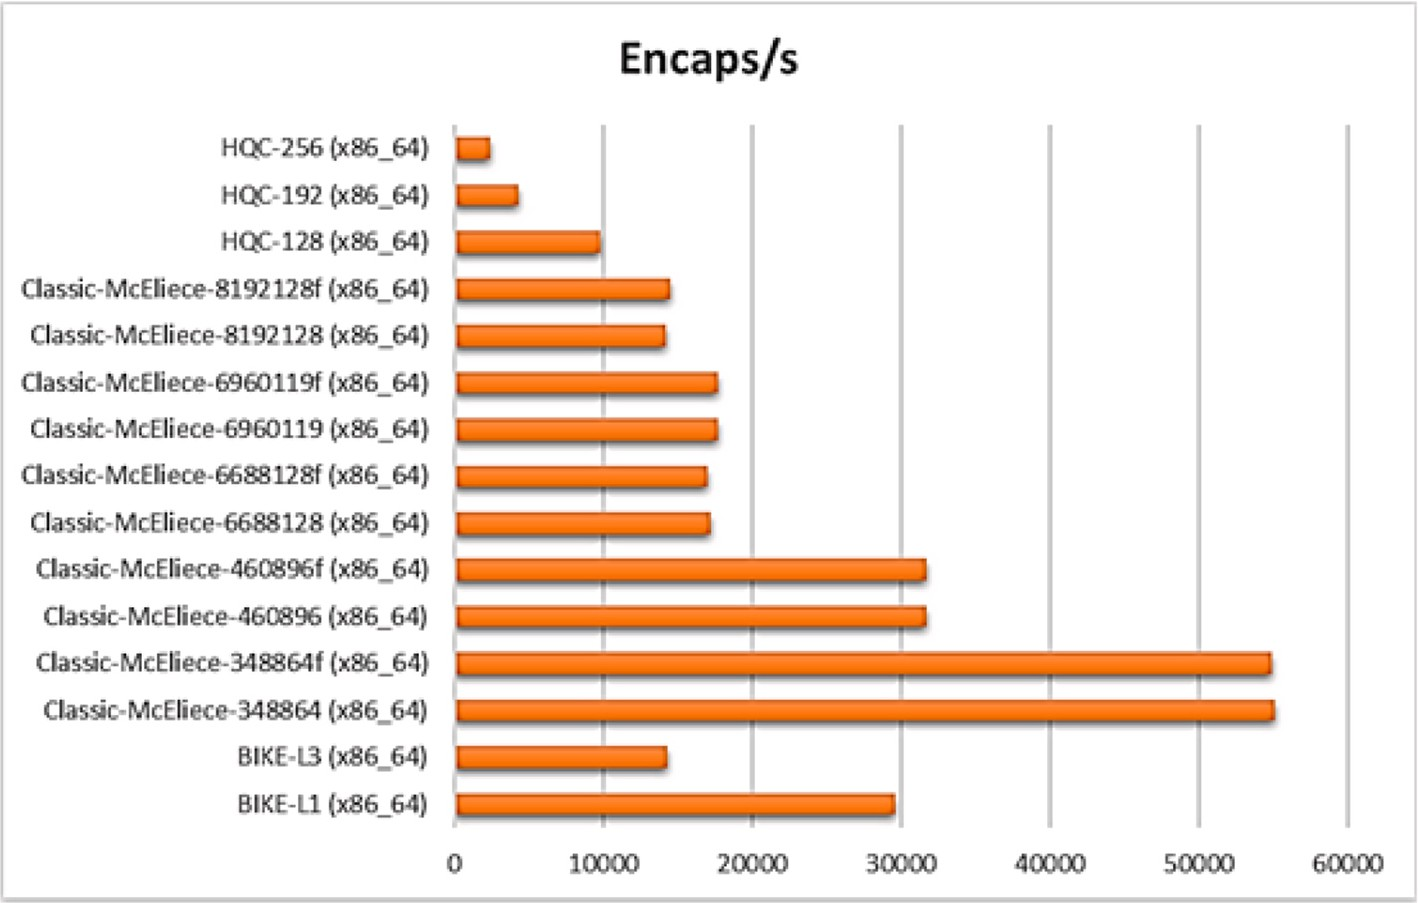 Encaps/s
HQC-256 (x86_64)
HQC-192 (x86_64)
HQC-128 (x86_64)
Classic-McEliece-8192128f (x86_64)
Classic-McEliece-8192128 (x86_64)
Classic-McEliece-6960119f (x86_64)
Classic-McEliece-6960119 (x86_64)
Classic-McEliece-6688128f (x86_64)
Classic-McEliece-6688128 (x86_64)
Classic-McEliece-460896f (x86_64)
Classic-McEliece-460896 (x86_64)
Classic-McEliece-348864f (x86_64)
Classic-McEliece-348864 (x86_64)
BIKE-L3 (x86_64)
BIKE-L1 (x86_64)
0 10000 20000 30000 40000 50000 60000